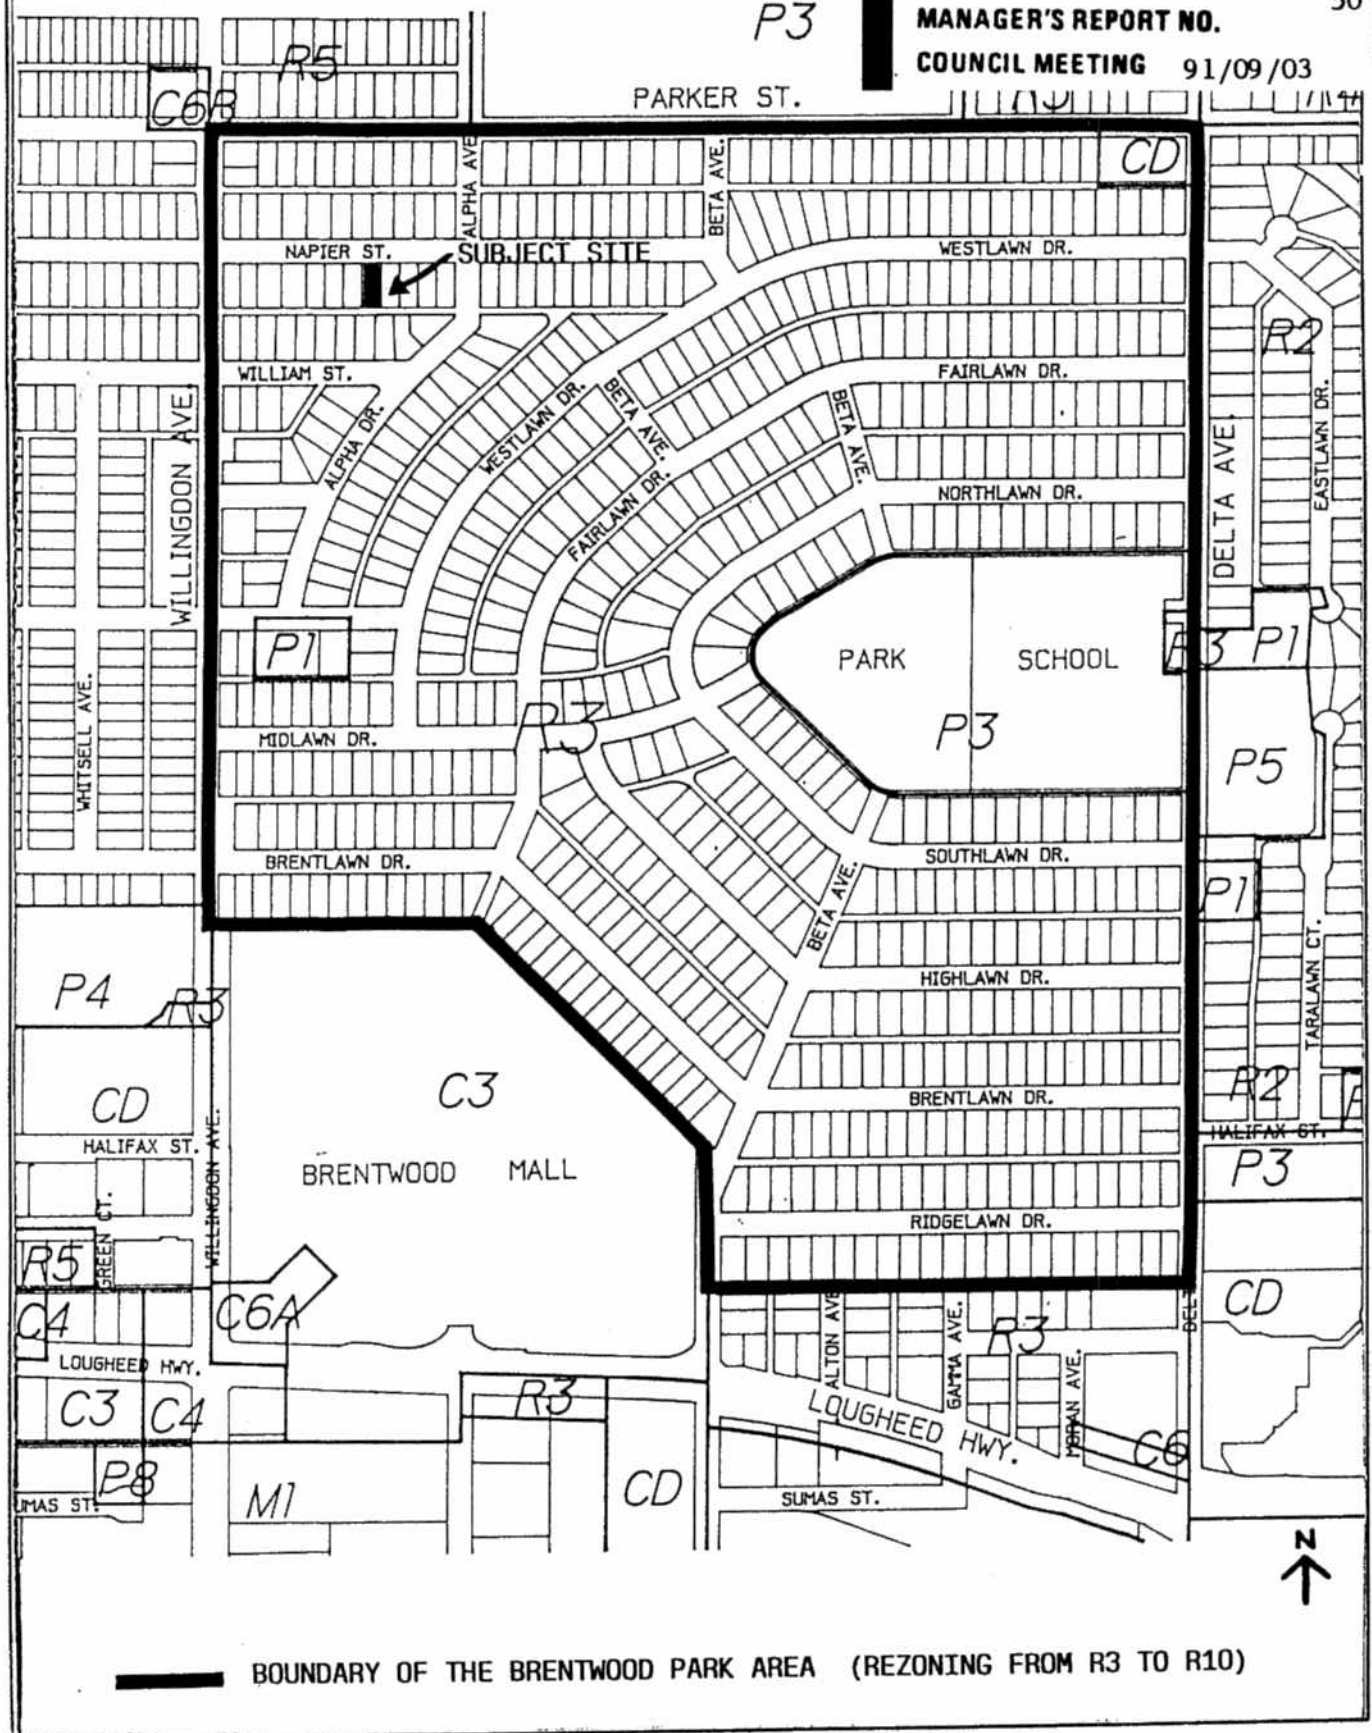 50
P3
MANAGER'S REPORT NO.
COUNCIL MEETING 91/09/03
R5
C6B
PARKER ST.
CD
ALPHA AVE
BETA AVE.
NAPIER ST.
SUBJECT SITE
WESTLAWN DR.
R2
WILLIAM ST.
FAIRLAWN DR.
WILLINGDON AVE.
ALPHA DR.
WESTLAWN DR.
BETA AVE.
FAIRLAWN DR.
BETA AVE.
NORTHLAWN DR.
DELTA AVE.
EASTLAWN DR.
P1
PARK
SCHOOL
R3
P1
WHITSELL AVE.
R3
P3
MIDLAWN DR.
P5
BRENTLAWN DR.
SOUTHLAWN DR.
BETA AVE.
P1
HIGHLAWN DR.
TARALAWN CT.
P4
R3
C3
CD
BRENTLAWN DR.
R2
HALIFAX ST.
WILLINGDON AVE.
HALIFAX ST.
BRENTWOOD MALL
P3
GREEN CT.
RIDGELAWN DR.
R5
C4
C6A
CD
ALTON AVE
GAMMA AVE.
R3
MORAN AVE.
LOUGHEED HWY.
C3
C4
R3
LOUGHEED HWY.
C6
P8
UMAS ST.
M1
CD
SUMAS ST.
N
BOUNDARY OF THE BRENTWOOD PARK AREA (REZONING FROM R3 TO R10)